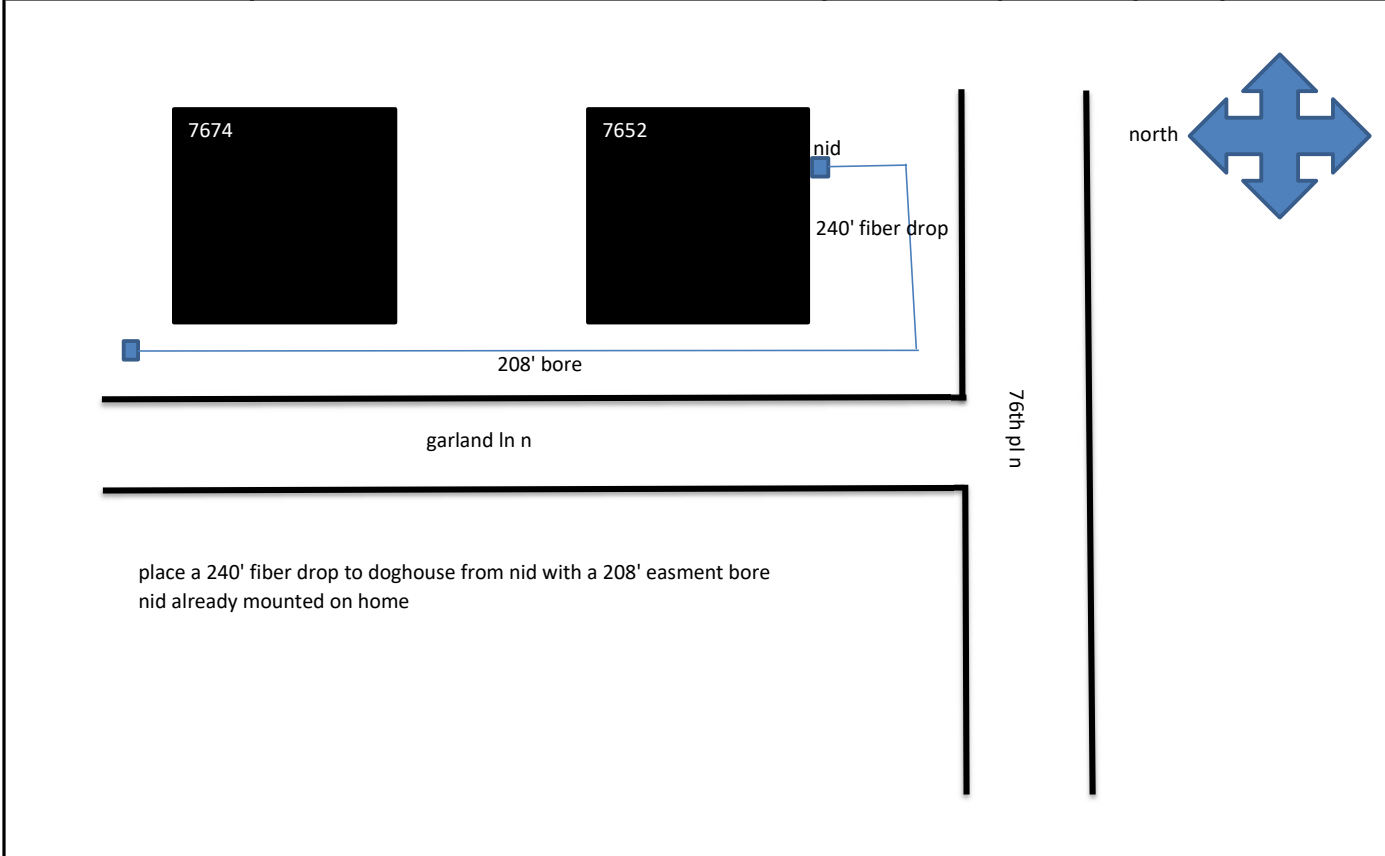 7674
7652
nid
north
240' fiber drop
208' bore
garland ln n
76th pl n
place a 240' fiber drop to doghouse from nid with a 208' easment bore
nid already mounted on home